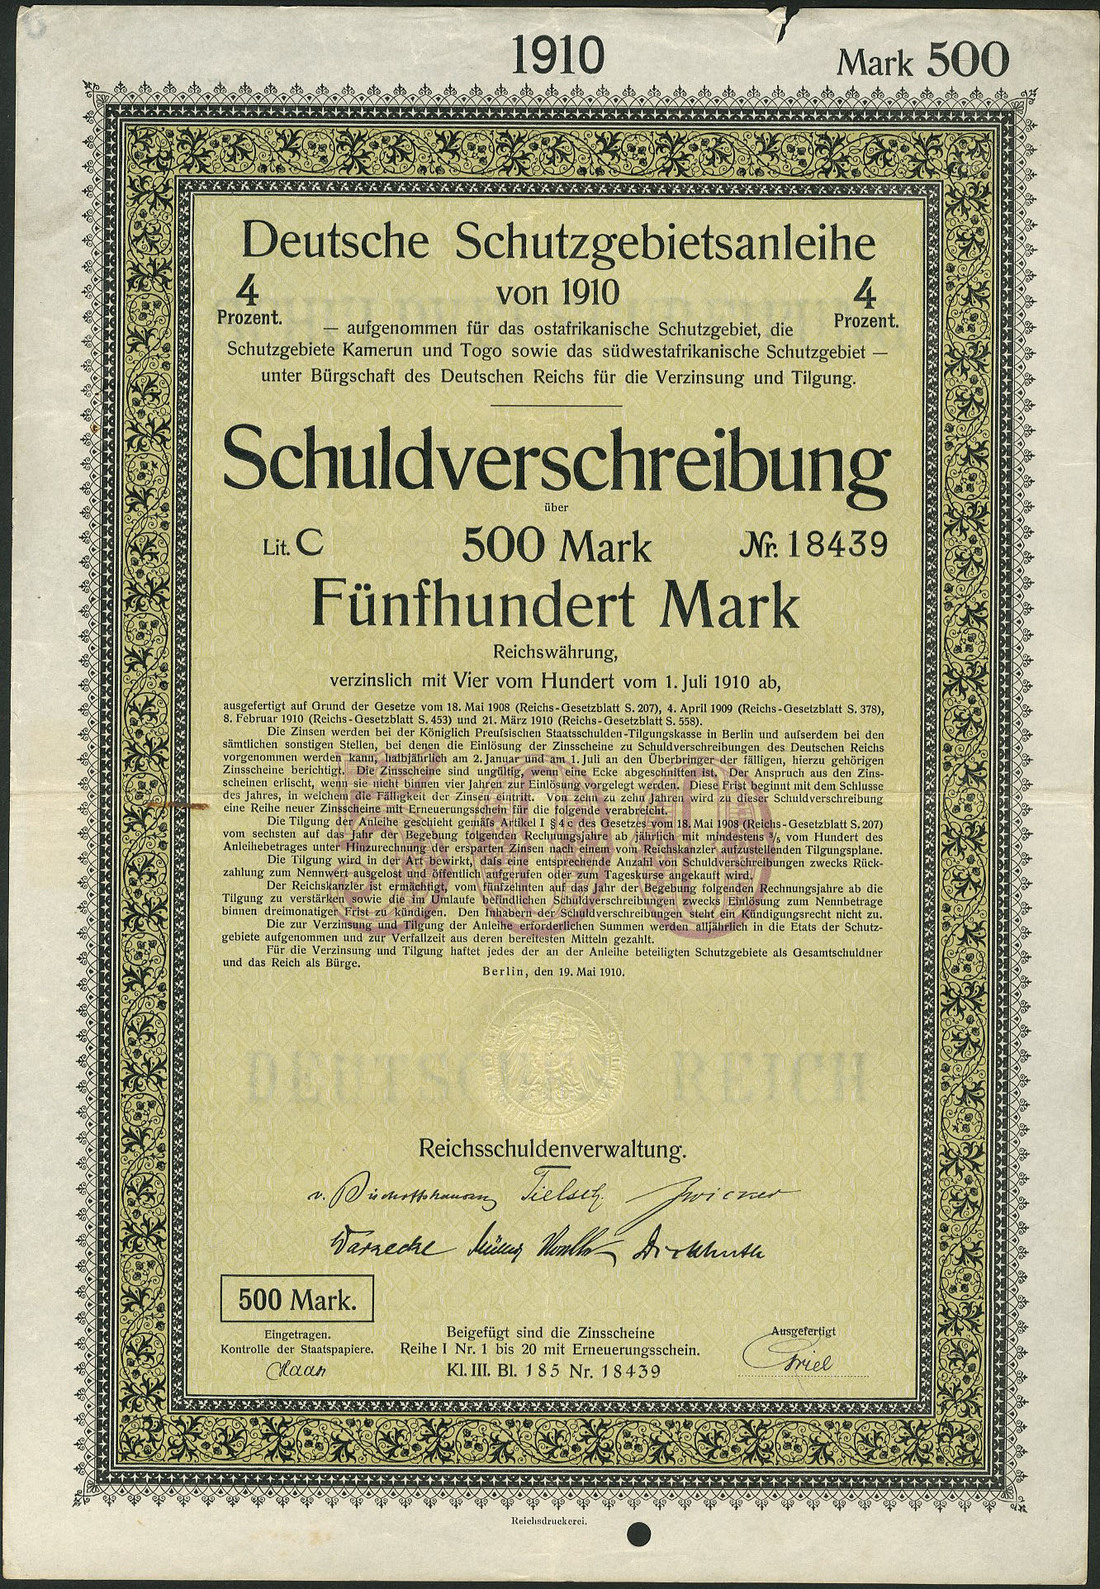 1910
Mark 500
Deutsche Schutzgebietsanleihe
4 Prozent.
von 1910
4 Prozent.
— aufgenommen für das ostafrikanische Schutzgebiet, die
Schutzgebiete Kamerun und Togo sowie das südwestafrikanische Schutzgebiet —
unter Bürgschaft des Deutschen Reichs für die Verzinsung und Tilgung.
Schuldverschreibung
über
Lit. C 500 Mark Nr. 18439
Fünfhundert Mark
Reichswährung,
verzinslich mit Vier vom Hundert vom 1. Juli 1910 ab,
ausgefertigt auf Grund der Gesetze vom 18. Mai 1908 (Reichs-Gesetzblatt S. 207), 4. April 1909 (Reichs-Gesetzblatt S. 378),
8. Februar 1910 (Reichs-Gesetzblatt S. 453) und 21. März 1910 (Reichs-Gesetzblatt S. 558).
Die Zinsen werden bei der Königlich Preufsischen Staatsschulden-Tilgungskasse in Berlin und aufserdem bei den
sämtlichen sonstigen Stellen, bei denen die Einlösung der Zinsscheine zu Schuldverschreibungen des Deutschen Reichs
vorgenommen werden kann, halbjährlich am 2. Januar und am 1. Juli an den Überbringer der fälligen, hierzu gehörigen
Zinsscheine berichtigt. Die Zinsscheine sind ungültig, wenn eine Ecke abgeschnitten ist. Der Anspruch aus den Zins-
scheinen erlischt, wenn sie nicht binnen vier Jahren zur Einlösung vorgelegt werden. Diese Frist beginnt mit dem Schlusse
des Jahres, in welchem die Fälligkeit der Zinsen eintritt. Von zehn zu zehn Jahren wird zu dieser Schuldverschreibung
eine Reihe neuer Zinsscheine mit Erneuerungsschein für die folgende verabreicht.
Die Tilgung der Anleihe geschieht gemäfs Artikel I § 4c des Gesetzes vom 18. Mai 1908 (Reichs-Gesetzblatt S. 207)
vom sechsten auf das Jahr der Begebung folgenden Rechnungsjahre ab jährlich mit mindestens 3/5 vom Hundert des
Anleihebetrages unter Hinzurechnung der ersparten Zinsen nach einem vom Reichskanzler aufzustellenden Tilgungsplane.
Die Tilgung wird in der Art bewirkt, dafs eine entsprechende Anzahl von Schuldverschreibungen zwecks Rück-
zahlung zum Nennwert ausgelost und öffentlich aufgerufen oder zum Tageskurse angekauft wird.
Der Reichskanzler ist ermächtigt, vom fünfzehnten auf das Jahr der Begebung folgenden Rechnungsjahre ab die
Tilgung zu verstärken sowie die im Umlaufe befindlichen Schuldverschreibungen zwecks Einlösung zum Nennbetrage
binnen dreimonatiger Frist zu kündigen. Den Inhabern der Schuldverschreibungen steht ein Kündigungsrecht nicht zu.
Die zur Verzinsung und Tilgung der Anleihe erforderlichen Summen werden alljährlich in die Etats der Schutz-
gebiete aufgenommen und zur Verfallzeit aus deren bereitesten Mitteln gezahlt.
Für die Verzinsung und Tilgung haftet jedes der an der Anleihe beteiligten Schutzgebiete als Gesamtschuldner
und das Reich als Bürge.
Berlin, den 19. Mai 1910.
500
DEUTSCHES REICH
Reichsschuldenverwaltung.
v. Bischoffshausen Tielsch Zwicker
Warnecke Müller Dickhuth
500 Mark.
Eingetragen.
Kontrolle der Staatspapiere.
Haan
Beigefügt sind die Zinsscheine
Reihe I Nr. 1 bis 20 mit Erneuerungsschein.
Kl. III. Bl. 185 Nr. 18439
Ausgefertigt
Reichsdruckerei.